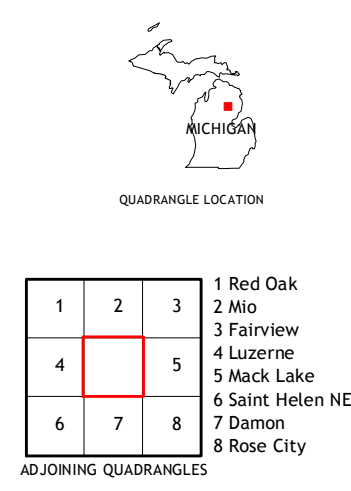 MICHIGAN
QUADRANGLE LOCATION
1 2 3
4 5
6 7 8
ADJOINING QUADRANGLES
1 Red Oak
2 Mio
3 Fairview
4 Luzerne
5 Mack Lake
6 Saint Helen NE
7 Damon
8 Rose City